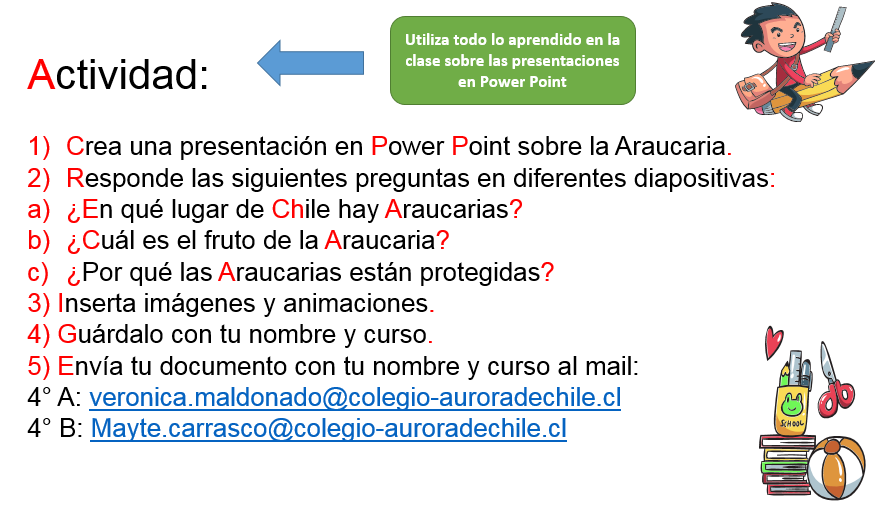 Utiliza todo lo aprendido en la
clase sobre las presentaciones
en Power Point
Actividad:
1) Crea una presentación en Power Point sobre la Araucaria.
2) Responde las siguientes preguntas en diferentes diapositivas:
a) ¿En qué lugar de Chile hay Araucarias?
b) ¿Cuál es el fruto de la Araucaria?
c) ¿Por qué las Araucarias están protegidas?
3) Inserta imágenes y animaciones.
4) Guárdalo con tu nombre y curso.
5) Envía tu documento con tu nombre y curso al mail:
4° A: veronica.maldonado@colegio-auroradechile.cl
4° B: Mayte.carrasco@colegio-auroradechile.cl
SCHOOL